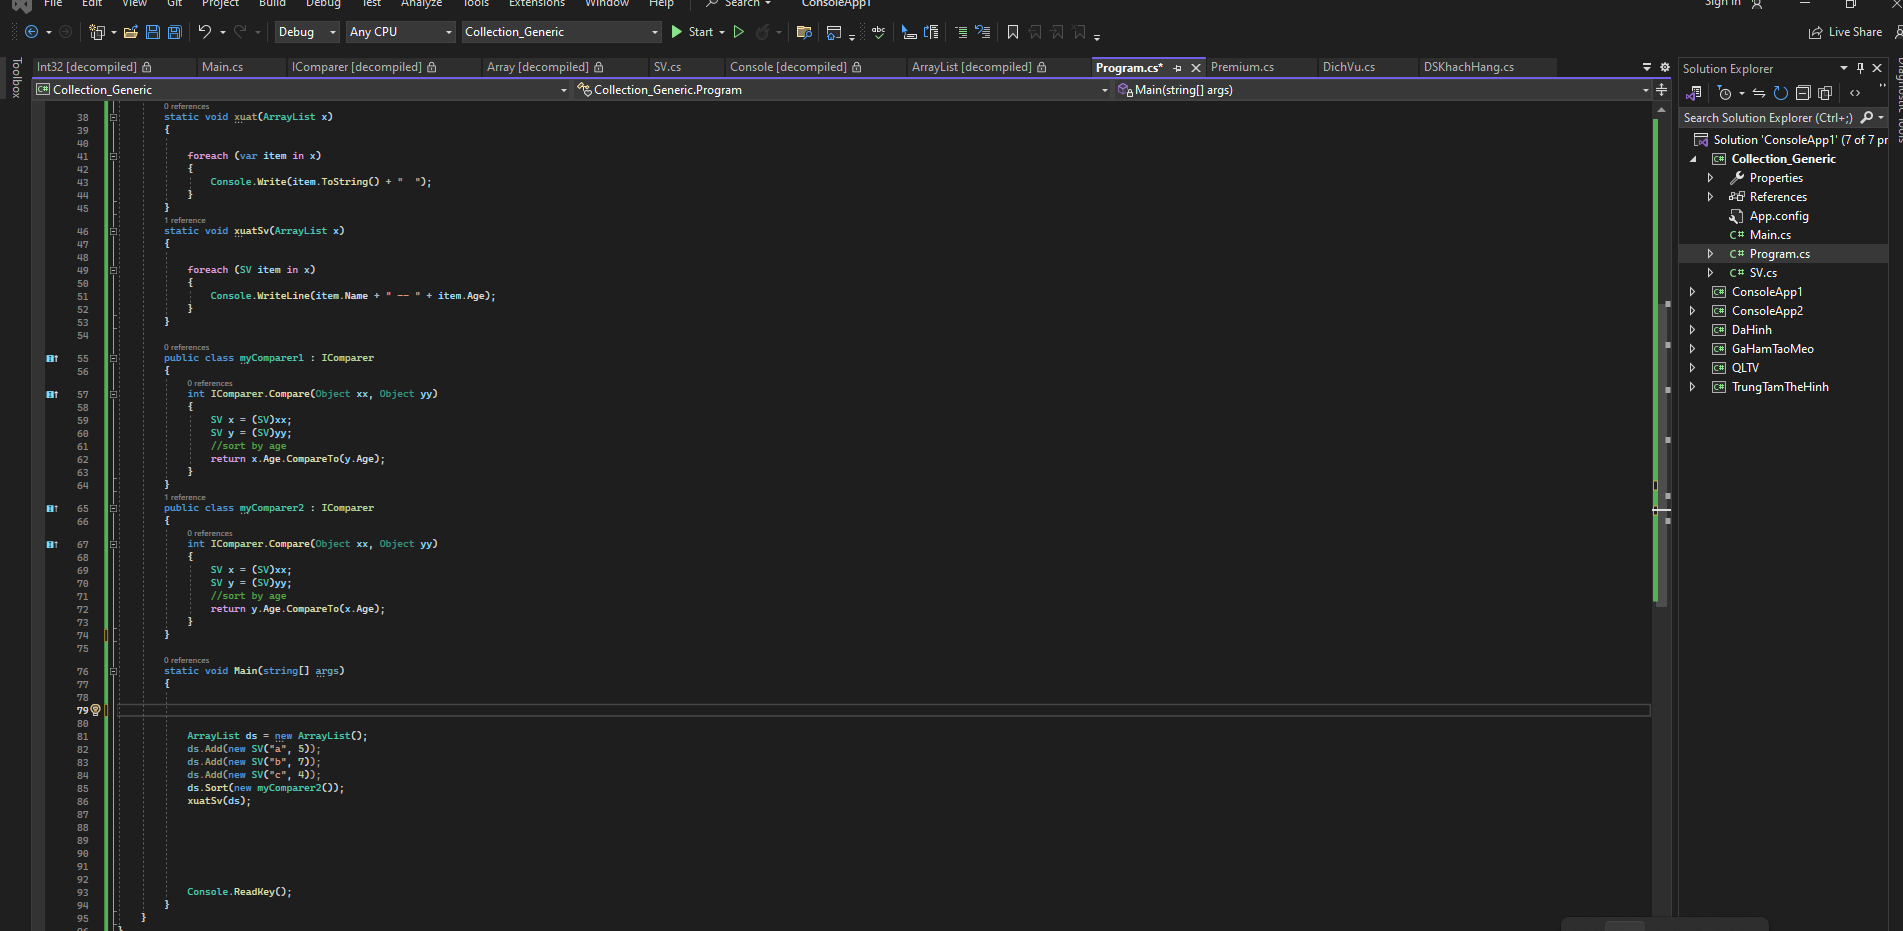 File Edit View Git Project Build Debug Test Analyze Tools Extensions Window Help Search ConsoleApp1 Sign in
Debug Any CPU Collection_Generic Start Live Share
Toolbox
Int32 [decompiled] Main.cs IComparer [decompiled] Array [decompiled] SV.cs Console [decompiled] ArrayList [decompiled] Program.cs* Premium.cs DichVu.cs DSKhachHang.cs
Collection_Generic Collection_Generic.Program Main(string[] args)
0 references
38 static void xuat(ArrayList x)
39 {
40
41 foreach (var item in x)
42 {
43 Console.Write(item.ToString() + "  ");
44 }
45 }
1 reference
46 static void xuatSv(ArrayList x)
47 {
48
49 foreach (SV item in x)
50 {
51 Console.WriteLine(item.Name + " -- " + item.Age);
52 }
53 }
54
0 references
55 public class myComparer1 : IComparer
56 {
0 references
57 int IComparer.Compare(Object xx, Object yy)
58 {
59 SV x = (SV)xx;
60 SV y = (SV)yy;
61 //sort by age
62 return x.Age.CompareTo(y.Age);
63 }
64 }
1 reference
65 public class myComparer2 : IComparer
66 {
0 references
67 int IComparer.Compare(Object xx, Object yy)
68 {
69 SV x = (SV)xx;
70 SV y = (SV)yy;
71 //sort by age
72 return y.Age.CompareTo(x.Age);
73 }
74 }
75
0 references
76 static void Main(string[] args)
77 {
78
79
80
81 ArrayList ds = new ArrayList();
82 ds.Add(new SV("a", 5));
83 ds.Add(new SV("b", 7));
84 ds.Add(new SV("c", 4));
85 ds.Sort(new myComparer2());
86 xuatSv(ds);
87
88
89
90
91
92
93 Console.ReadKey();
94 }
95 }
96 }
Solution Explorer
Search Solution Explorer (Ctrl+;)
Solution 'ConsoleApp1' (7 of 7 pr
C# Collection_Generic
Properties
References
App.config
C# Main.cs
C# Program.cs
C# SV.cs
C# ConsoleApp1
C# ConsoleApp2
C# DaHinh
C# GaHamTaoMeo
C# QLTV
C# TrungTamTheHinh
Diagnostic Tools